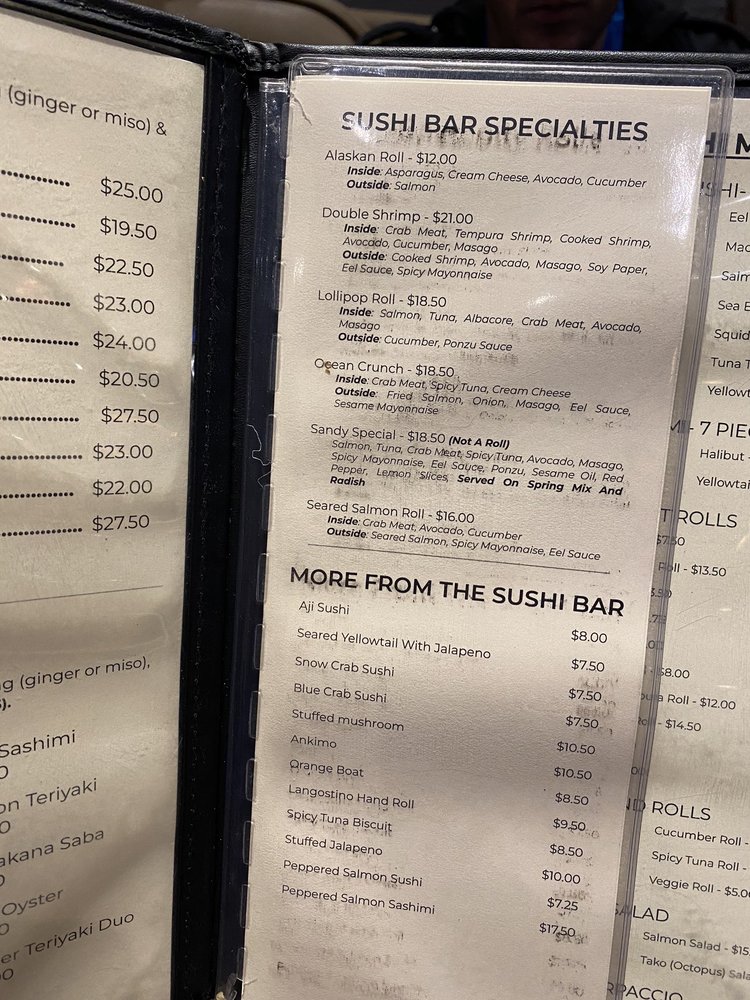 (ginger or miso) &
$25.00
$19.50
$22.50
$23.00
$24.00
$20.50
$27.50
$23.00
$22.00
$27.50
(ginger or miso),
Sashimi
Teriyaki
Saba
Oyster
Teriyaki Duo
SUSHI BAR SPECIALTIES
Alaskan Roll - $12.00
Inside: Asparagus, Cream Cheese, Avocado, Cucumber
Outside: Salmon
Double Shrimp - $21.00
Inside: Crab Meat, Tempura Shrimp, Cooked Shrimp,
Avocado, Cucumber, Masago
Outside: Cooked Shrimp, Avocado, Masago, Soy Paper,
Eel Sauce, Spicy Mayonnaise
Lollipop Roll - $18.50
Inside: Salmon, Tuna, Albacore, Crab Meat, Avocado,
Masago
Outside: Cucumber, Ponzu Sauce
Ocean Crunch - $18.50
Inside: Crab Meat, Spicy Tuna, Cream Cheese
Outside: Fried Salmon, Onion, Masago, Eel Sauce,
Sesame Mayonnaise
Sandy Special - $18.50 (Not A Roll)
Salmon, Tuna, Crab Meat, Spicy Tuna, Avocado, Masago,
Spicy Mayonnaise, Eel Sauce, Ponzu, Sesame Oil, Red
Pepper, Lemon Slices, Served On Spring Mix And
Radish
Seared Salmon Roll - $16.00
Inside: Crab Meat, Avocado, Cucumber
Outside: Seared Salmon, Spicy Mayonnaise, Eel Sauce
MORE FROM THE SUSHI BAR
Aji Sushi $8.00
Seared Yellowtail With Jalapeno $7.50
Snow Crab Sushi $7.50
Blue Crab Sushi $7.50
Stuffed mushroom $10.50
Ankimo $10.50
Orange Boat $8.50
Langostino Hand Roll $9.50
Spicy Tuna Biscuit $8.50
Stuffed Jalapeno $10.00
Peppered Salmon Sushi $7.25
Peppered Salmon Sashimi $17.50
Eel
Sea
Squid
Tuna
- 7 PIE
Halibut -
ROLLS
Roll - $13.50
$8.00
Roll - $12.00
- $14.50
ROLLS
Cucumber Roll -
Spicy Tuna Roll -
Veggie Roll - $5.0
SALAD
Salmon Salad - $15
Tako (Octopus)